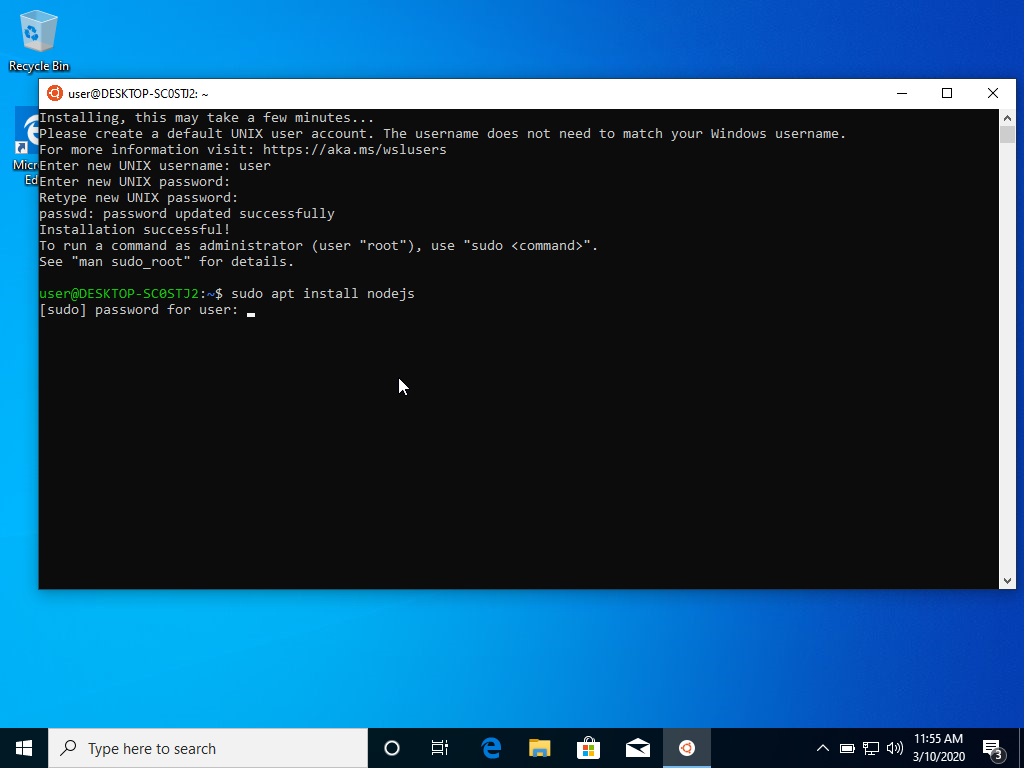 Recycle Bin
user@DESKTOP-SC0STJ2: ~
Installing, this may take a few minutes...
Please create a default UNIX user account. The username does not need to match your Windows username.
For more information visit: https://aka.ms/wslusers
Enter new UNIX username: user
Enter new UNIX password:
Retype new UNIX password:
passwd: password updated successfully
Installation successful!
To run a command as administrator (user "root"), use "sudo <command>".
See "man sudo_root" for details.
user@DESKTOP-SC0STJ2:~$ sudo apt install nodejs
[sudo] password for user:
Micr
Ed
Type here to search
11:55 AM
3/10/2020
3